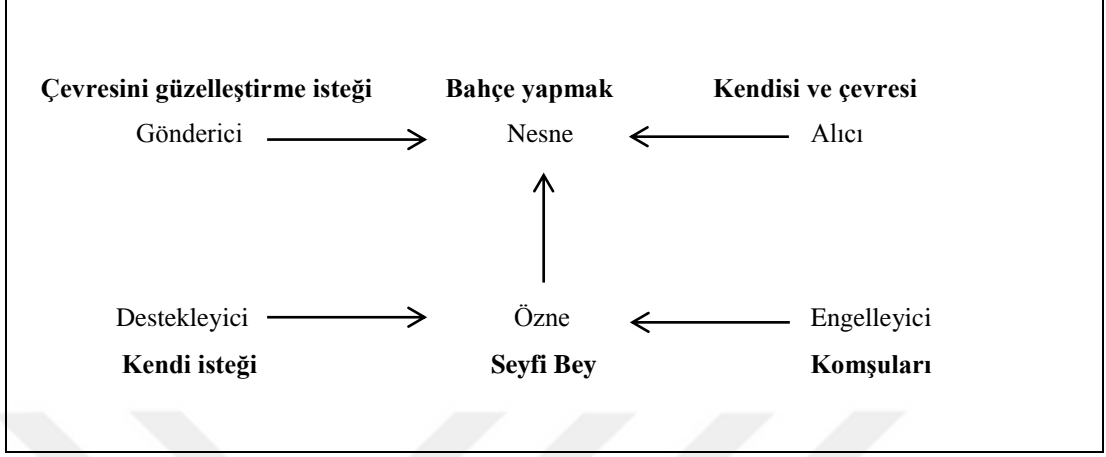 Çevresini güzelleştirme isteği Bahçe yapmak Kendisi ve çevresi
Gönderici Nesne Alıcı
Destekleyici Özne Engelleyici
Kendi isteği Seyfi Bey Komşuları